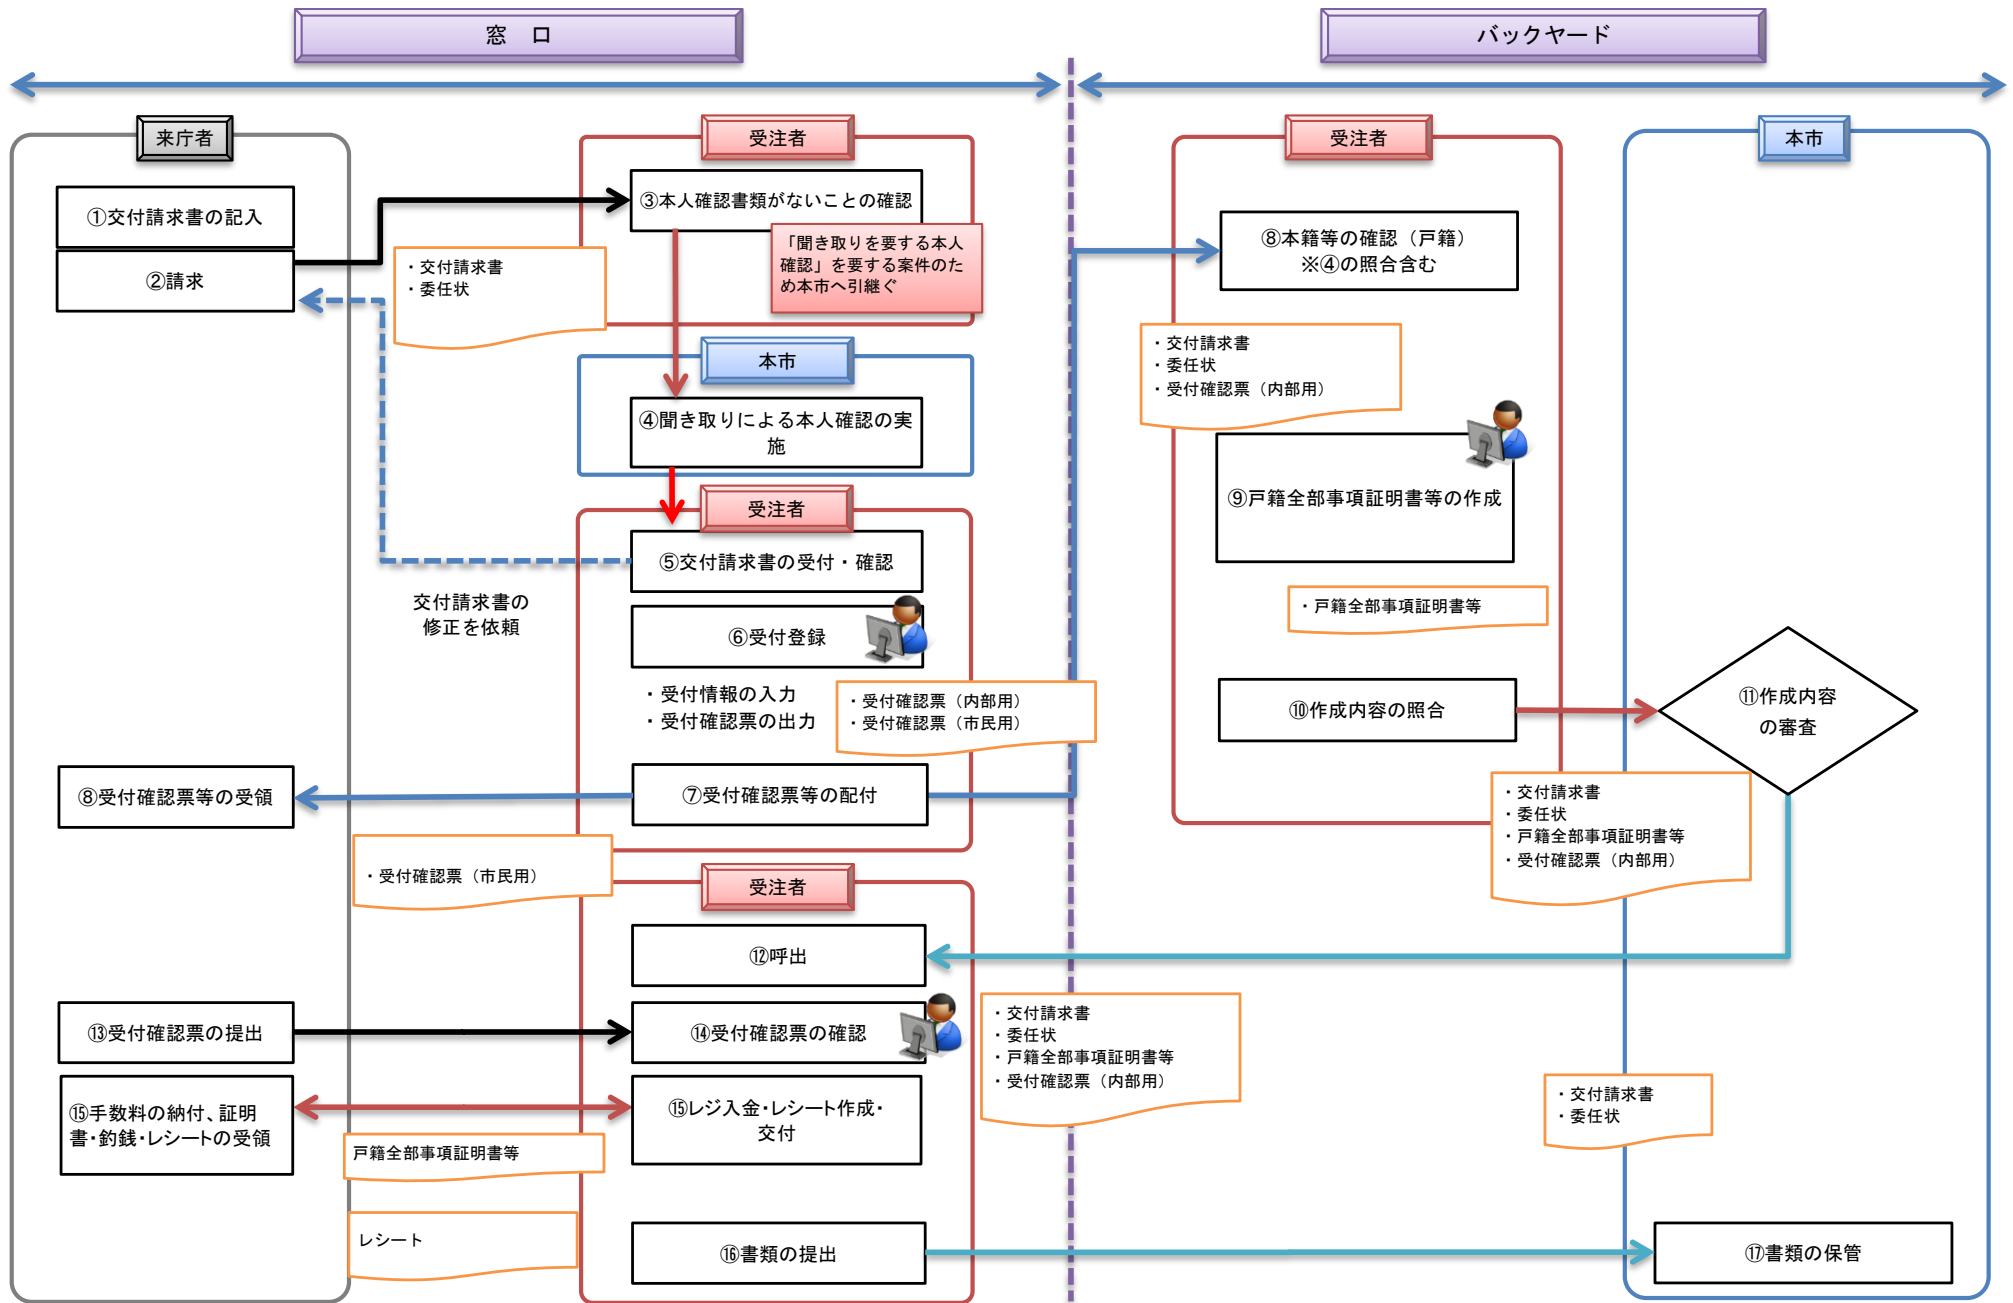 窓　口
バックヤード
来庁者
受注者
受注者
本市
①交付請求書の記入
②請求
③本人確認書類がないことの確認
「聞き取りを要する本人
確認」を要する案件のた
め本市へ引継ぐ
・交付請求書
・委任状
本市
④聞き取りによる本人確認の実
施
受注者
⑤交付請求書の受付・確認
交付請求書の
修正を依頼
⑥受付登録
・受付情報の入力
・受付確認票の出力
・受付確認票（内部用）
・受付確認票（市民用）
⑦受付確認票等の配付
⑧受付確認票等の受領
・受付確認票（市民用）
⑧本籍等の確認（戸籍）
※④の照合含む
・交付請求書
・委任状
・受付確認票（内部用）
⑨戸籍全部事項証明書等の作成
・戸籍全部事項証明書等
⑩作成内容の照合
⑪作成内容
の審査
・交付請求書
・委任状
・戸籍全部事項証明書等
・受付確認票（内部用）
受注者
⑫呼出
⑬受付確認票の提出
⑭受付確認票の確認
・交付請求書
・委任状
・戸籍全部事項証明書等
・受付確認票（内部用）
⑮手数料の納付、証明
書・釣銭・レシートの受領
⑮レジ入金・レシート作成・
交付
戸籍全部事項証明書等
レシート
・交付請求書
・委任状
⑯書類の提出
⑰書類の保管